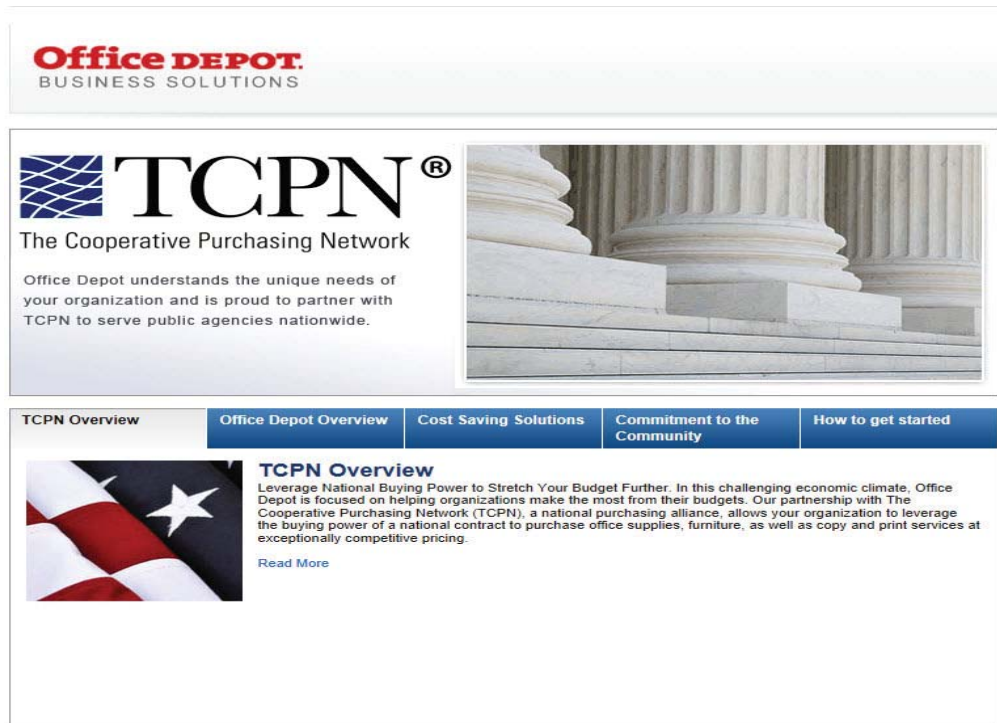 Office DEPOT.
BUSINESS SOLUTIONS
TCPN®
The Cooperative Purchasing Network
Office Depot understands the unique needs of
your organization and is proud to partner with
TCPN to serve public agencies nationwide.
TCPN Overview
Office Depot Overview
Cost Saving Solutions
Commitment to the
Community
How to get started
TCPN Overview
Leverage National Buying Power to Stretch Your Budget Further. In this challenging economic climate, Office
Depot is focused on helping organizations make the most from their budgets. Our partnership with The
Cooperative Purchasing Network (TCPN), a national purchasing alliance, allows your organization to leverage
the buying power of a national contract to purchase office supplies, furniture, as well as copy and print services at
exceptionally competitive pricing.
Read More